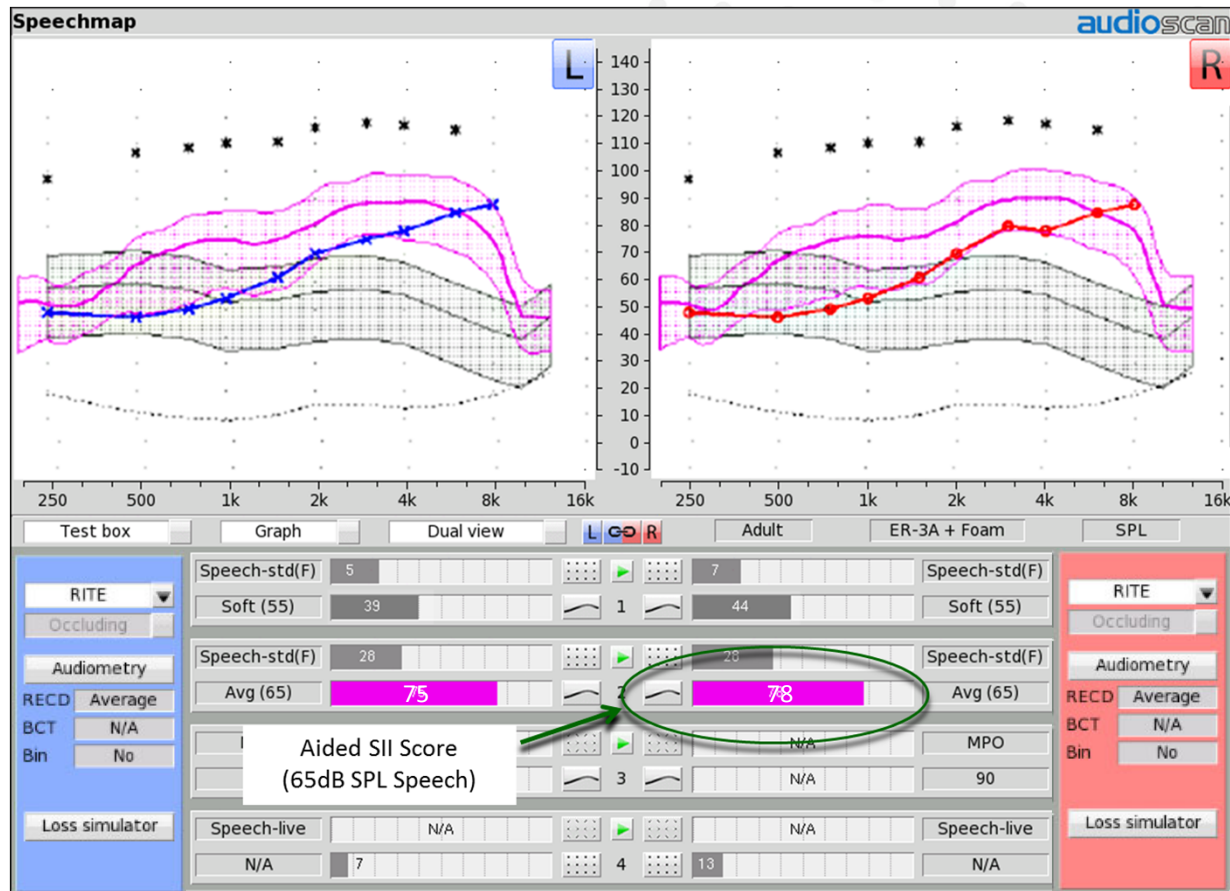 Speechmap
audioscan
L
R
140
130
120
110
100
90
80
70
60
50
40
30
20
10
0
-10
250 500 1k 2k 4k 8k 16k
250 500 1k 2k 4k 8k 16k
Test box Graph Dual view L R Adult ER-3A + Foam SPL
Speech-std(F) 5 7 Speech-std(F)
RITE Soft (55) 39 1 44 Soft (55) RITE
Occluding Occluding
Speech-std(F) 28 28 Speech-std(F)
Audiometry Audiometry
Avg (65) 75 2 78 Avg (65)
RECD Average RECD Average
BCT N/A BCT N/A
Bin No Bin No
Aided SII Score
(65dB SPL Speech)
N/A MPO
3 N/A 90
Loss simulator Speech-live N/A N/A Speech-live Loss simulator
N/A 7 4 13 N/A